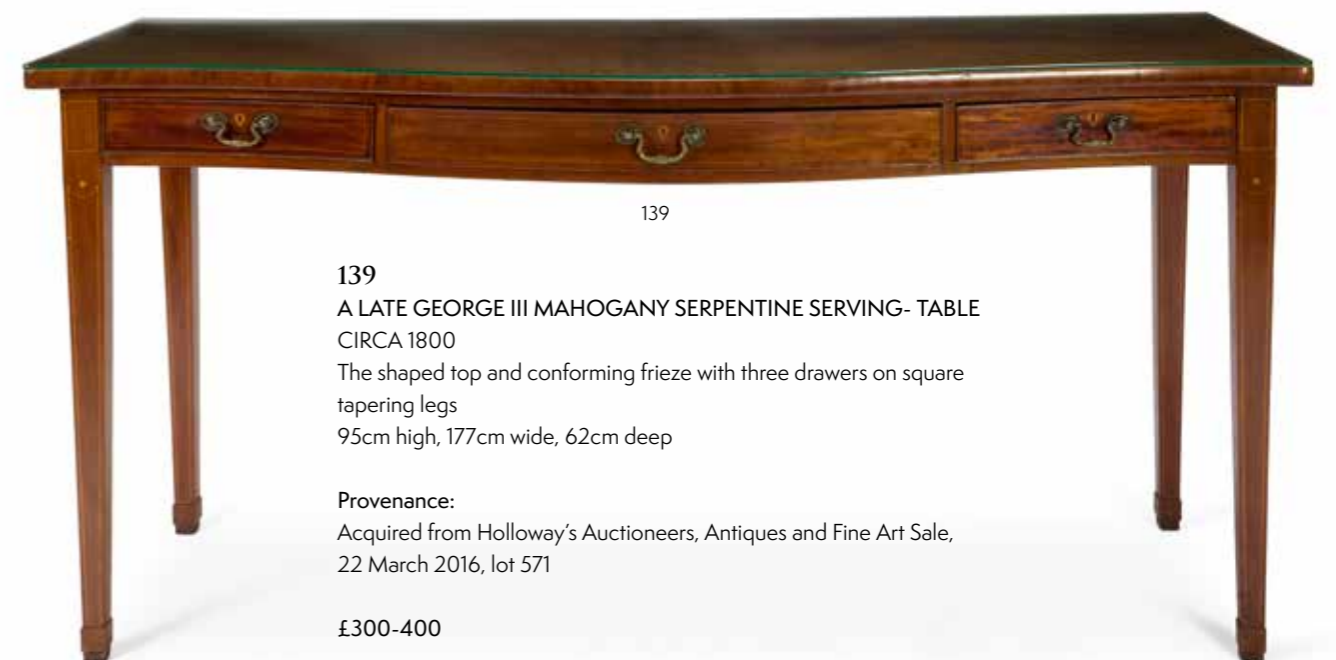 139
139
A LATE GEORGE III MAHOGANY SERPENTINE SERVING- TABLE
CIRCA 1800
The shaped top and conforming frieze with three drawers on square
tapering legs
95cm high, 177cm wide, 62cm deep
Provenance:
Acquired from Holloway’s Auctioneers, Antiques and Fine Art Sale,
22 March 2016, lot 571
£300-400